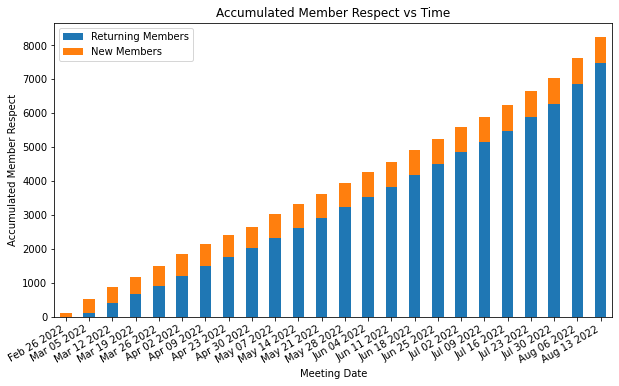 Accumulated Member Respect vs Time
Returning Members
New Members
Accumulated Member Respect
8000
7000
6000
5000
4000
3000
2000
1000
0
Feb 26 2022
Mar 05 2022
Mar 12 2022
Mar 19 2022
Mar 26 2022
Apr 02 2022
Apr 09 2022
Apr 23 2022
Apr 30 2022
May 07 2022
May 14 2022
May 21 2022
May 28 2022
Jun 04 2022
Jun 11 2022
Jun 18 2022
Jun 25 2022
Jul 02 2022
Jul 09 2022
Jul 16 2022
Jul 23 2022
Jul 30 2022
Aug 06 2022
Aug 13 2022
Meeting Date